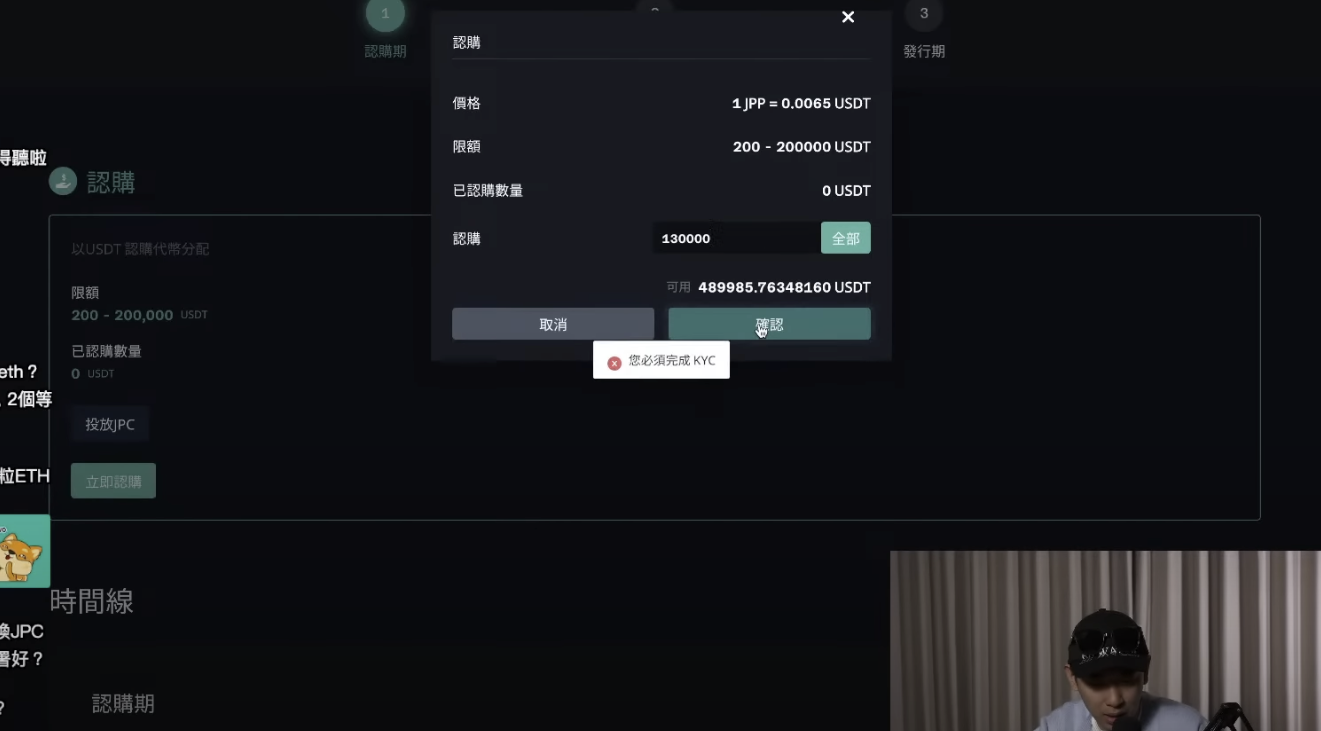 1
3
認購期
發行期
認購
價格
1 JPP = 0.0065 USDT
限額
200 - 200000 USDT
已認購數量
0 USDT
認購
130000
全部
可用 489985.76348160 USDT
取消
確認
您必須完成 KYC
得聽啦
認購
以USDT 認購代幣分配
限額
200 - 200,000 USDT
已認購數量
0 USDT
eth?
2個等
投放JPC
粒ETH
立即認購
時間線
換JPC
署好?
?
認購期